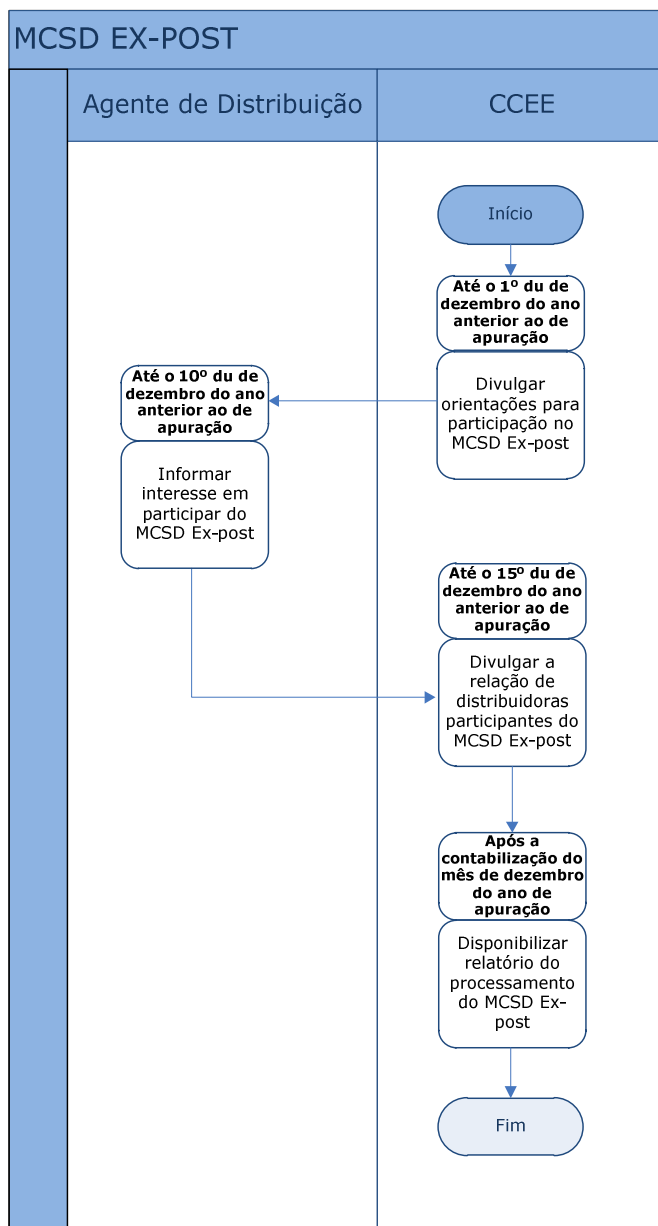 MCSD EX-POST
Agente de Distribuição
CCEE
Início
Até o 1º du de
dezembro do ano
anterior ao de
apuração
Divulgar
orientações para
participação no
MCSD Ex-post
Até o 10º du de
dezembro do ano
anterior ao de
apuração
Informar
interesse em
participar do
MCSD Ex-post
Até o 15º du de
dezembro do ano
anterior ao de
apuração
Divulgar a
relação de
distribuidoras
participantes do
MCSD Ex-post
Após a
contabilização do
mês de dezembro
do ano de
apuração
Disponibilizar
relatório do
processamento
do MCSD Ex-
post
Fim